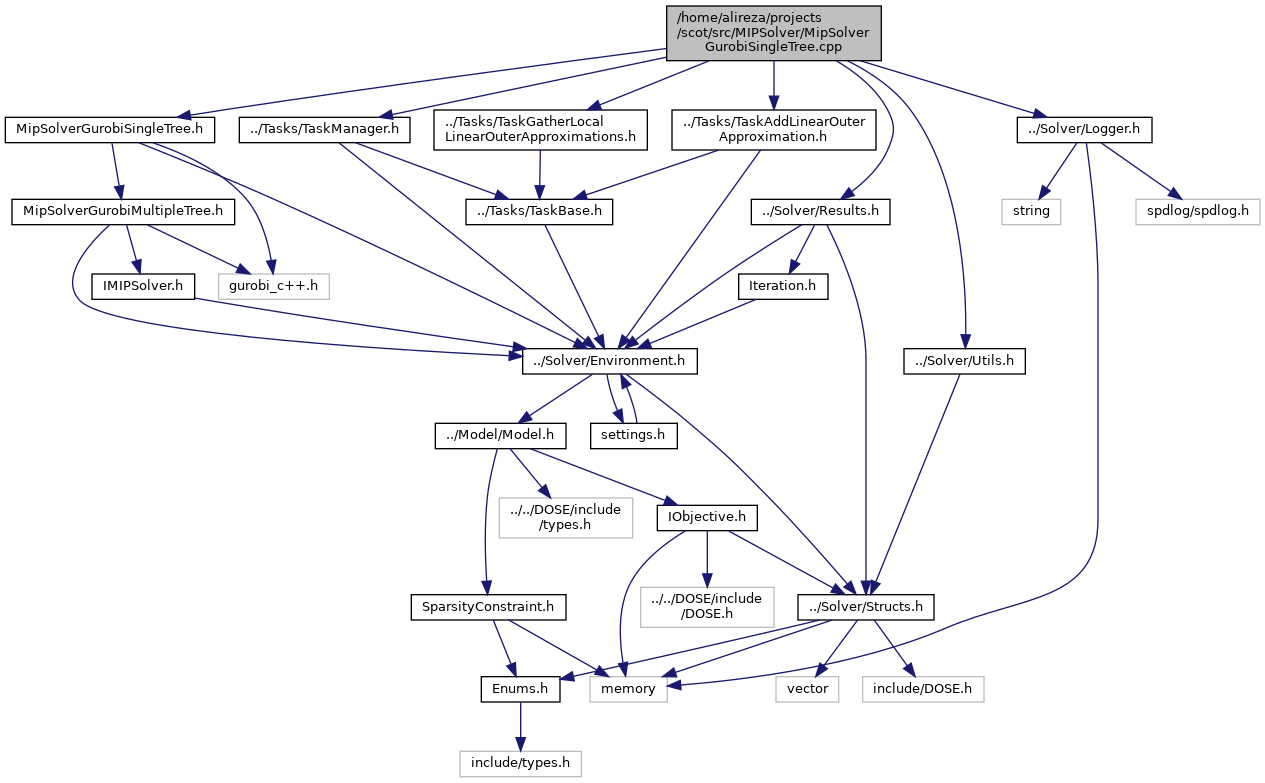 /home/alireza/projects
/scot/src/MIPSolver/MipSolver
GurobiSingleTree.cpp
MipSolverGurobiSingleTree.h
../Tasks/TaskManager.h
../Tasks/TaskGatherLocal
LinearOuterApproximations.h
../Tasks/TaskAddLinearOuter
Approximation.h
../Solver/Logger.h
MipSolverGurobiMultipleTree.h
../Tasks/TaskBase.h
../Solver/Results.h
string
spdlog/spdlog.h
IMIPSolver.h
gurobi_c++.h
Iteration.h
../Solver/Environment.h
../Solver/Utils.h
../Model/Model.h
settings.h
../../DOSE/include
/types.h
IObjective.h
SparsityConstraint.h
../../DOSE/include
/DOSE.h
../Solver/Structs.h
Enums.h
memory
vector
include/DOSE.h
include/types.h